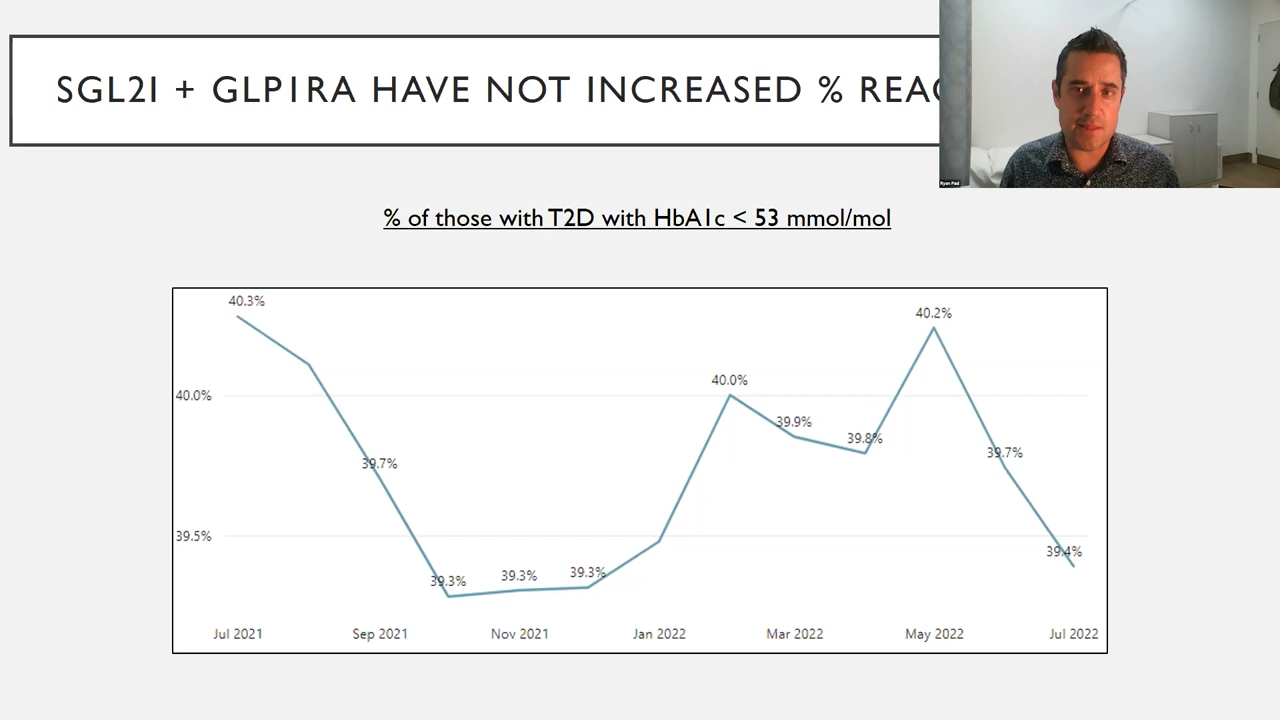 SGL2I + GLP1RA HAVE NOT INCREASED %
Ryan Paul
% of those with T2D with HbA1c < 53 mmol/mol
40.3%
40.2%
40.0%
40.0%
39.9%
39.8%
39.7%
39.7%
39.5%
39.4%
39.3%
39.3%
39.3%
Jul 2021
Sep 2021
Nov 2021
Jan 2022
Mar 2022
May 2022
Jul 2022